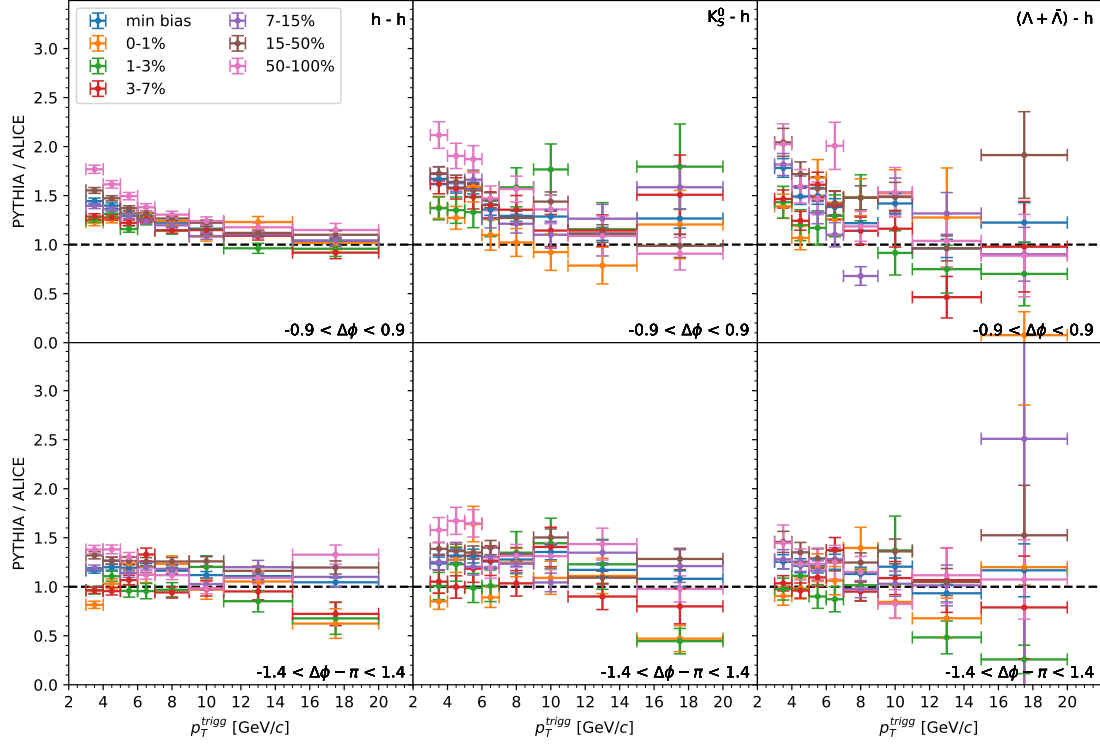 h - h
K_S^0 - h
(Λ + Λ̄) - h
min bias
0-1%
1-3%
3-7%
7-15%
15-50%
50-100%
PYTHIA / ALICE
3.0
2.5
2.0
1.5
1.0
0.5
0.0
-0.9 < Δϕ < 0.9
-0.9 < Δϕ < 0.9
-0.9 < Δϕ < 0.9
PYTHIA / ALICE
3.0
2.5
2.0
1.5
1.0
0.5
0.0
-1.4 < Δϕ − π < 1.4
-1.4 < Δϕ − π < 1.4
-1.4 < Δϕ − π < 1.4
2 4 6 8 10 12 14 16 18 20
2 4 6 8 10 12 14 16 18 20
2 4 6 8 10 12 14 16 18 20
p_T^{trigg} [GeV/c]
p_T^{trigg} [GeV/c]
p_T^{trigg} [GeV/c]